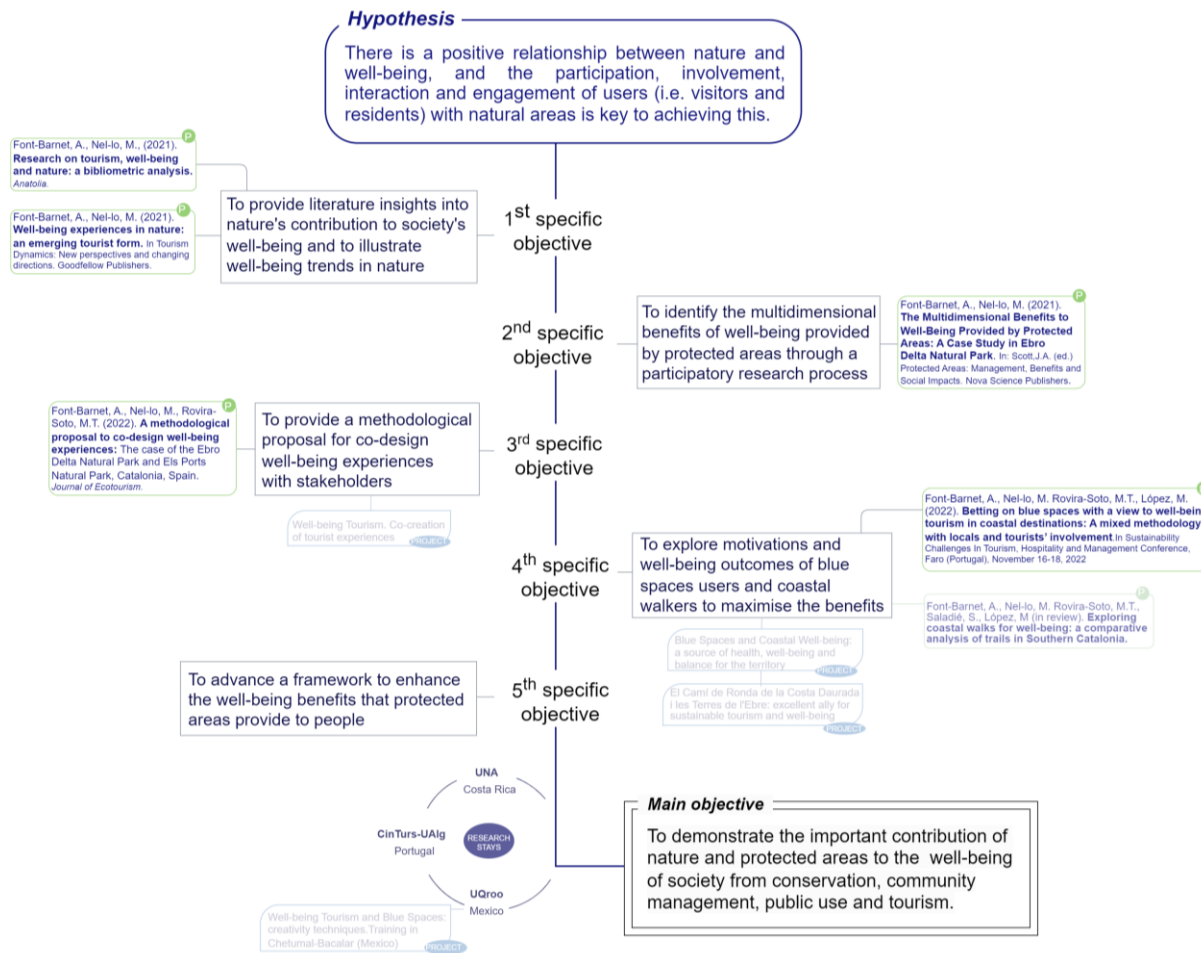 Hypothesis
There is a positive relationship between nature and
well-being, and the participation, involvement,
interaction and engagement of users (i.e. visitors and
residents) with natural areas is key to achieving this.
P
Font-Barnet, A., Nel-lo, M., (2021).
Research on tourism, well-being
and nature: a bibliometric analysis.
Anatolia.
P
Font-Barnet, A., Nel-lo, M. (2021).
Well-being experiences in nature:
an emerging tourist form. In Tourism
Dynamics: New perspectives and changing
directions. Goodfellow Publishers.
To provide literature insights into
nature's contribution to society's
well-being and to illustrate
well-being trends in nature
1st specific
objective
2nd specific
objective
To identify the multidimensional
benefits of well-being provided
by protected areas through a
participatory research process
P
Font-Barnet, A., Nel-lo, M. (2021).
The Multidimensional Benefits to
Well-Being Provided by Protected
Areas: A Case Study in Ebro
Delta Natural Park. In: Scott,J.A. (ed.)
Protected Areas: Management, Benefits and
Social Impacts. Nova Science Publishers.
P
Font-Barnet, A., Nel-lo, M., Rovira-
Soto, M.T. (2022). A methodological
proposal to co-design well-being
experiences: The case of the Ebro
Delta Natural Park and Els Ports
Natural Park, Catalonia, Spain.
Journal of Ecotourism.
To provide a methodological
proposal for co-design
well-being experiences
with stakeholders
3rd specific
objective
Well-being Tourism. Co-creation
of tourist experiences
PROJECT
4th specific
objective
To explore motivations and
well-being outcomes of blue
spaces users and coastal
walkers to maximise the benefits
Font-Barnet, A., Nel-lo, M. Rovira-Soto, M.T., López, M.
(2022). Betting on blue spaces with a view to well-bein
tourism in coastal destinations: A mixed methodology
with locals and tourists' involvement.In Sustainability
Challenges In Tourism, Hospitality and Management Conference,
Faro (Portugal), November 16-18, 2022
P
Font-Barnet, A., Nel-lo, M. Rovira-Soto, M.T.,
Saladié, S., López, M (in review). Exploring
coastal walks for well-being: a comparative
analysis of trails in Southern Catalonia.
Blue Spaces and Coastal Well-being:
a source of health, well-being and
balance for the territory
PROJECT
El Camí de Ronda de la Costa Daurada
i les Terres de l'Ebre: excellent ally for
sustainable tourism and well-being
PROJECT
To advance a framework to enhance
the well-being benefits that protected
areas provide to people
5th specific
objective
UNA
Costa Rica
CinTurs-UAlg
Portugal
RESEARCH
STAYS
UQroo
Mexico
Well-being Tourism and Blue Spaces:
creativity techniques.Training in
Chetumal-Bacalar (Mexico)
PROJECT
Main objective
To demonstrate the important contribution of
nature and protected areas to the well-being
of society from conservation, community
management, public use and tourism.